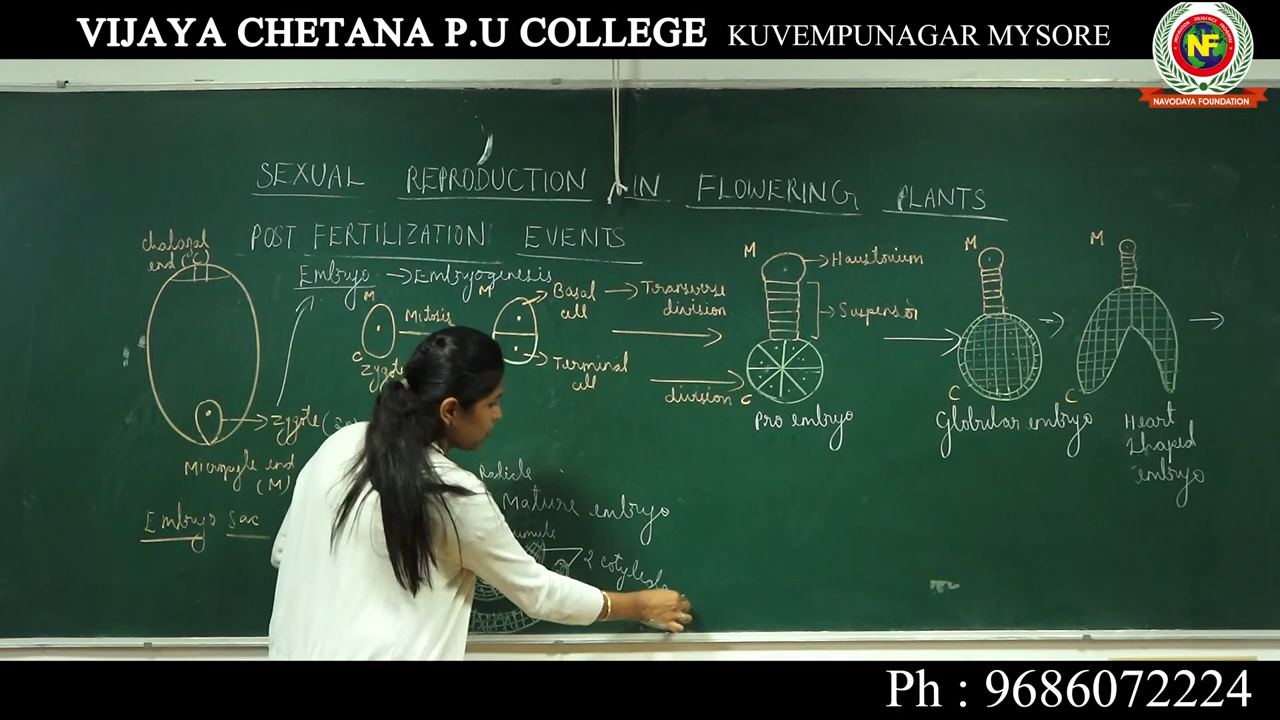 VIJAYA CHETANA P.U COLLEGE KUVEMPUNAGAR MYSORE
NF
NAVODAYA FOUNDATION
SEXUAL REPRODUCTION IN FLOWERING PLANTS
POST FERTILIZATION EVENTS
chalazal
end (C)
Embryo → Embryogenesis
M
Mitosis
C
Zygote
M
Basal
cell
Transverse
division
Terminal
cell
division
Zygote
Micropyle end
(M)
Embryo Sac
M
Haustorium
Suspensor
C
Pro embryo
M
C
Globular embryo
M
C
Heart
Shaped
embryo
Radicle
Mature embryo
2
Ph : 9686072224